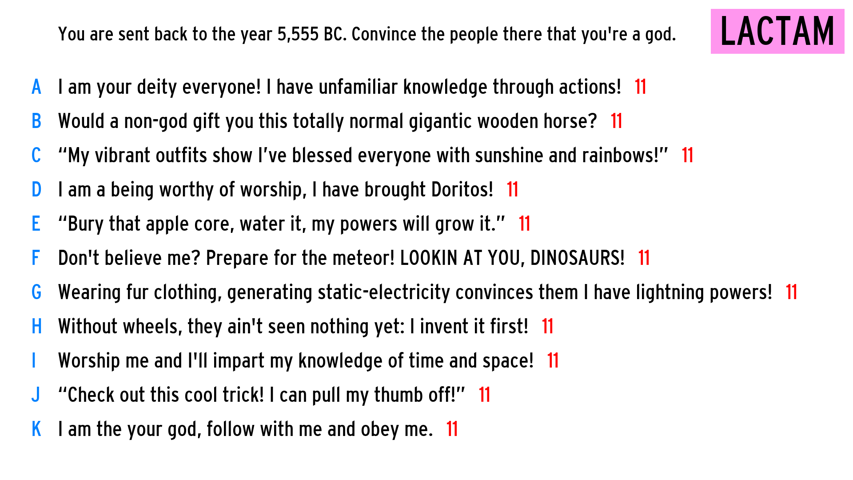 You are sent back to the year 5,555 BC. Convince the people there that you're a god.
LACTAM
A I am your deity everyone! I have unfamiliar knowledge through actions! 11
B Would a non-god gift you this totally normal gigantic wooden horse? 11
C “My vibrant outfits show I’ve blessed everyone with sunshine and rainbows!” 11
D I am a being worthy of worship, I have brought Doritos! 11
E “Bury that apple core, water it, my powers will grow it.” 11
F Don't believe me? Prepare for the meteor! LOOKIN AT YOU, DINOSAURS! 11
G Wearing fur clothing, generating static-electricity convinces them I have lightning powers! 11
H Without wheels, they ain't seen nothing yet: I invent it first! 11
I Worship me and I'll impart my knowledge of time and space! 11
J “Check out this cool trick! I can pull my thumb off!” 11
K I am the your god, follow with me and obey me. 11